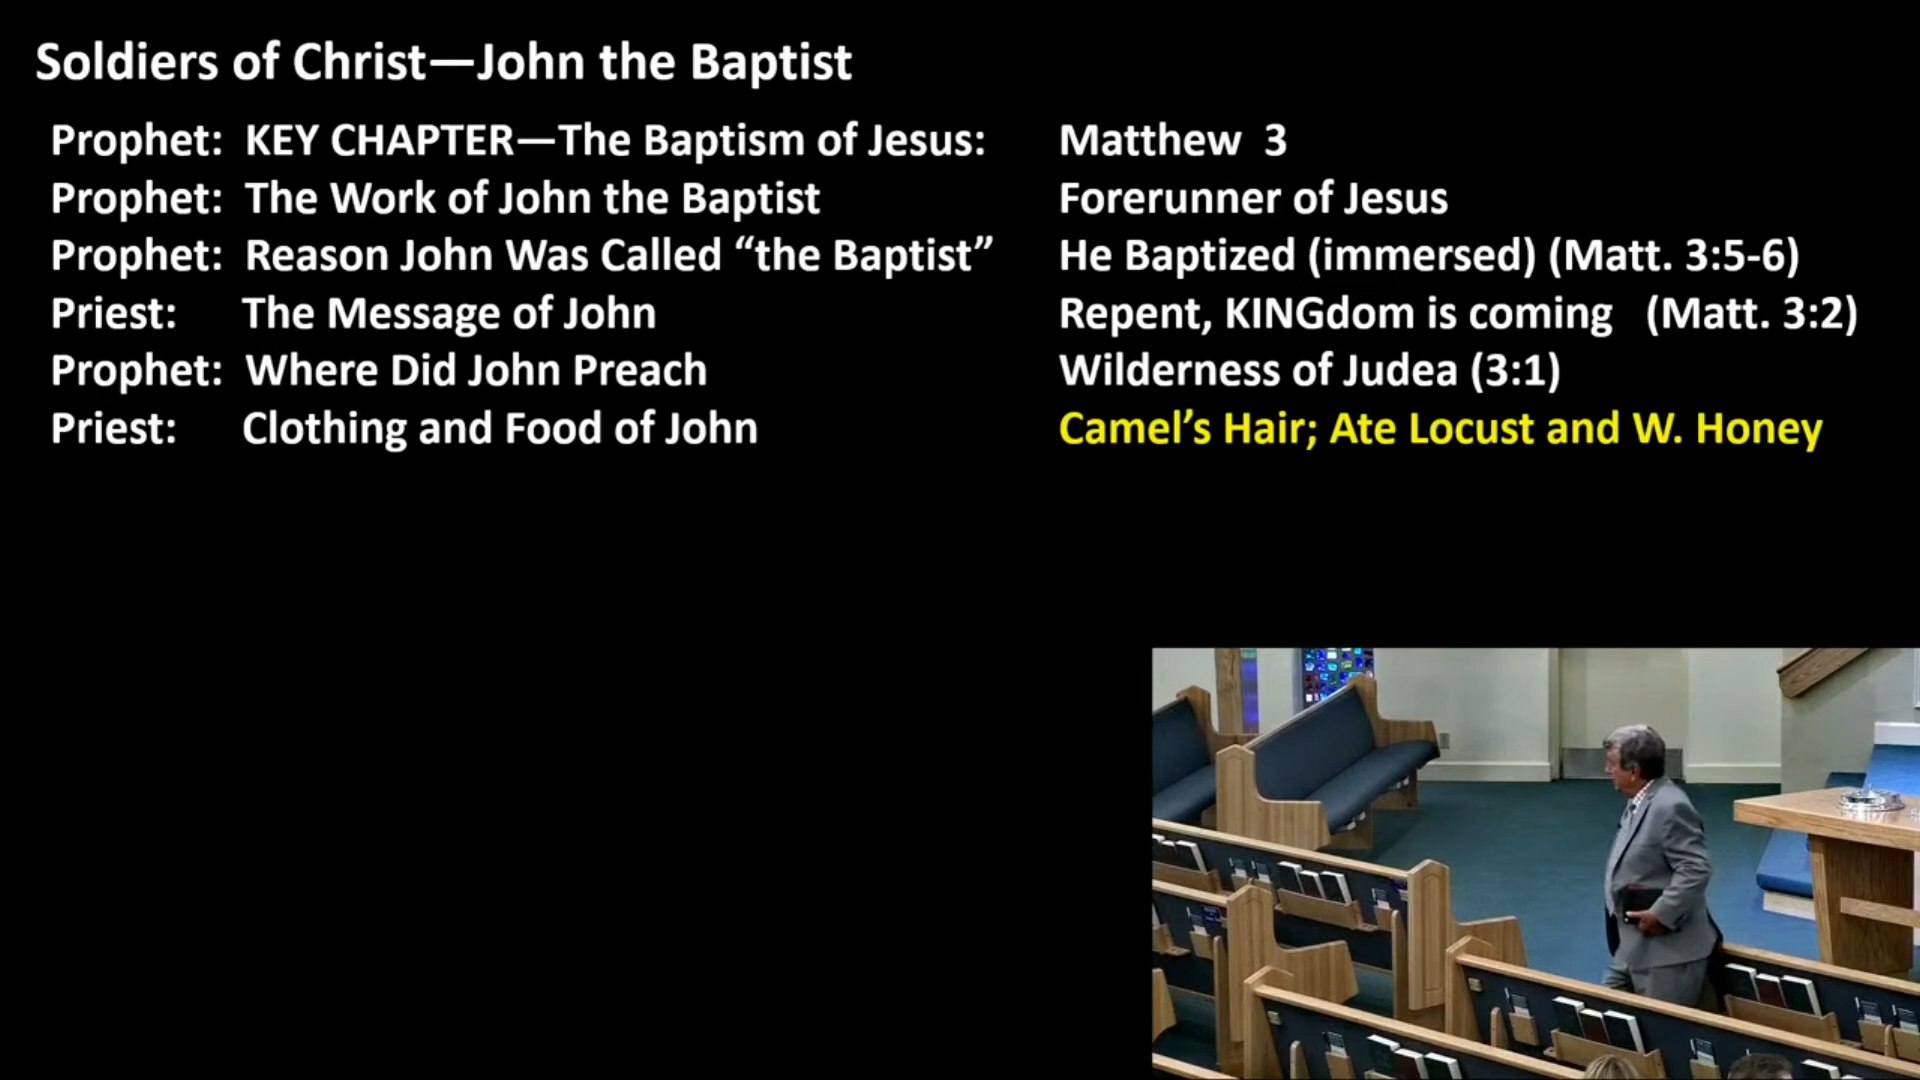 Soldiers of Christ—John the Baptist
Prophet: KEY CHAPTER—The Baptism of Jesus: Matthew 3
Prophet: The Work of John the Baptist Forerunner of Jesus
Prophet: Reason John Was Called “the Baptist” He Baptized (immersed) (Matt. 3:5-6)
Priest: The Message of John Repent, KINGdom is coming (Matt. 3:2)
Prophet: Where Did John Preach Wilderness of Judea (3:1)
Priest: Clothing and Food of John Camel’s Hair; Ate Locust and W. Honey